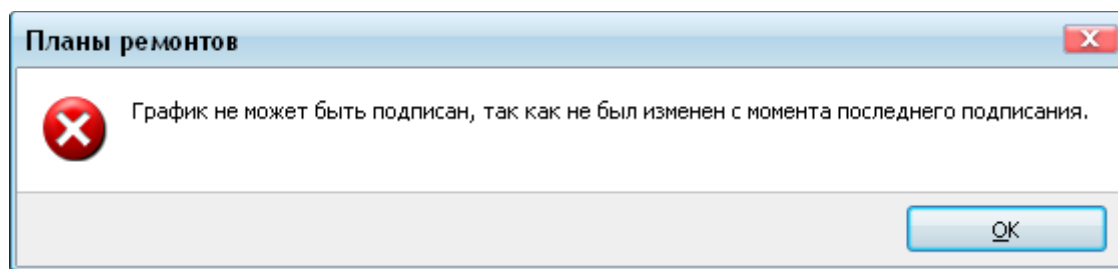 Планы ремонтов
График не может быть подписан, так как не был изменен с момента последнего подписания.
OK